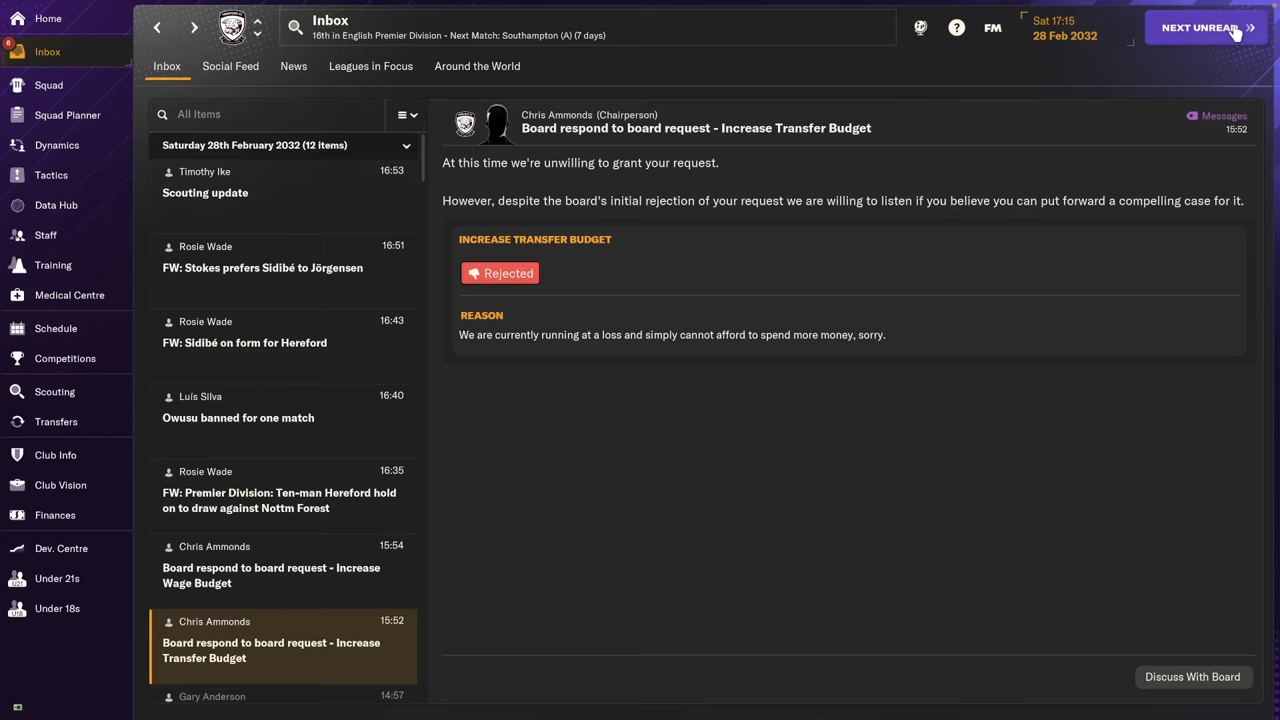 Home
6
Inbox
Squad
Squad Planner
Dynamics
Tactics
Data Hub
Staff
Training
Medical Centre
Schedule
Competitions
Scouting
Transfers
Club Info
Club Vision
Finances
Dev. Centre
U21
Under 21s
U18
Under 18s
Inbox
16th in English Premier Division - Next Match: Southampton (A) (7 days)
?
FM
Sat 17:15
28 Feb 2032
NEXT UNREAD
Inbox
Social Feed
News
Leagues in Focus
Around the World
All Items
Saturday 28th February 2032 (12 items)
Timothy Ike
16:53
Scouting update
Rosie Wade
16:51
FW: Stokes prefers Sidibé to Jörgensen
Rosie Wade
16:43
FW: Sidibé on form for Hereford
Luís Silva
16:40
Owusu banned for one match
Rosie Wade
16:35
FW: Premier Division: Ten-man Hereford hold
on to draw against Nottm Forest
Chris Ammonds
15:54
Board respond to board request - Increase
Wage Budget
Chris Ammonds
15:52
Board respond to board request - Increase
Transfer Budget
Gary Anderson
14:57
Chris Ammonds (Chairperson)
Board respond to board request - Increase Transfer Budget
Messages
15:52
At this time we're unwilling to grant your request.
However, despite the board's initial rejection of your request we are willing to listen if you believe you can put forward a compelling case for it.
INCREASE TRANSFER BUDGET
Rejected
REASON
We are currently running at a loss and simply cannot afford to spend more money, sorry.
Discuss With Board